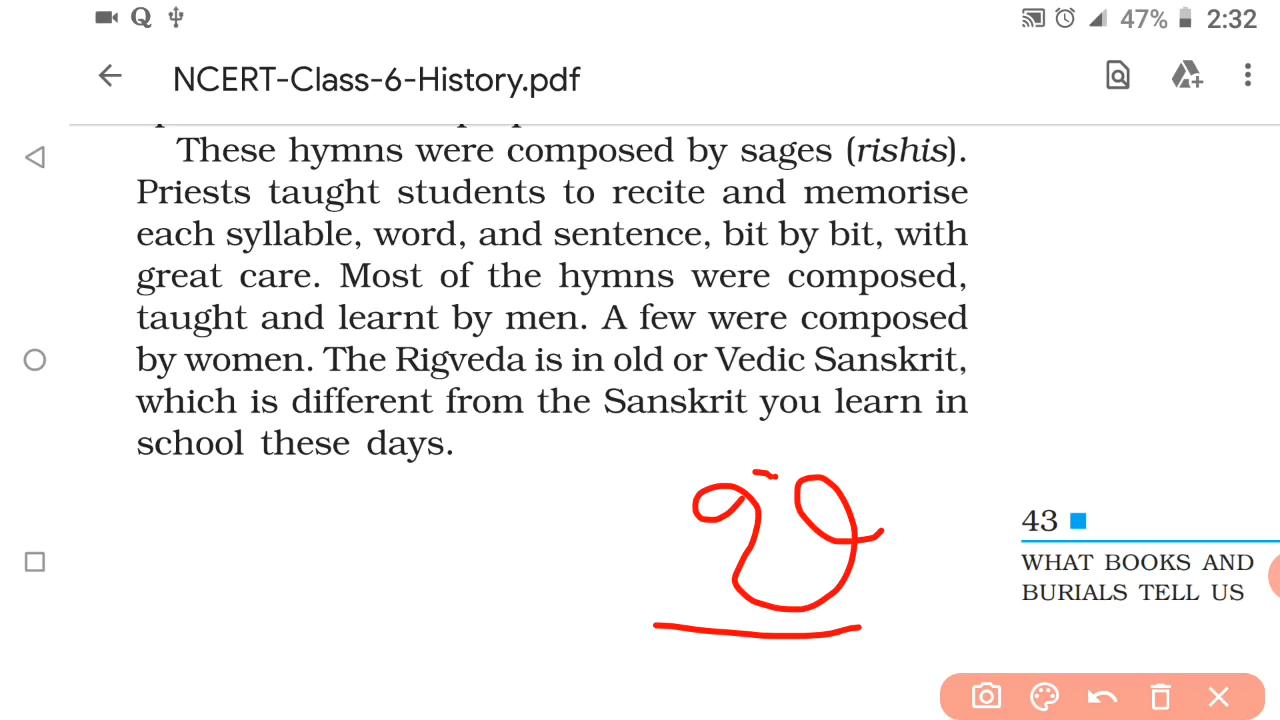 47% 2:32
NCERT-Class-6-History.pdf
These hymns were composed by sages (rishis).
Priests taught students to recite and memorise
each syllable, word, and sentence, bit by bit, with
great care. Most of the hymns were composed,
taught and learnt by men. A few were composed
by women. The Rigveda is in old or Vedic Sanskrit,
which is different from the Sanskrit you learn in
school these days.
43
WHAT BOOKS AND
BURIALS TELL US